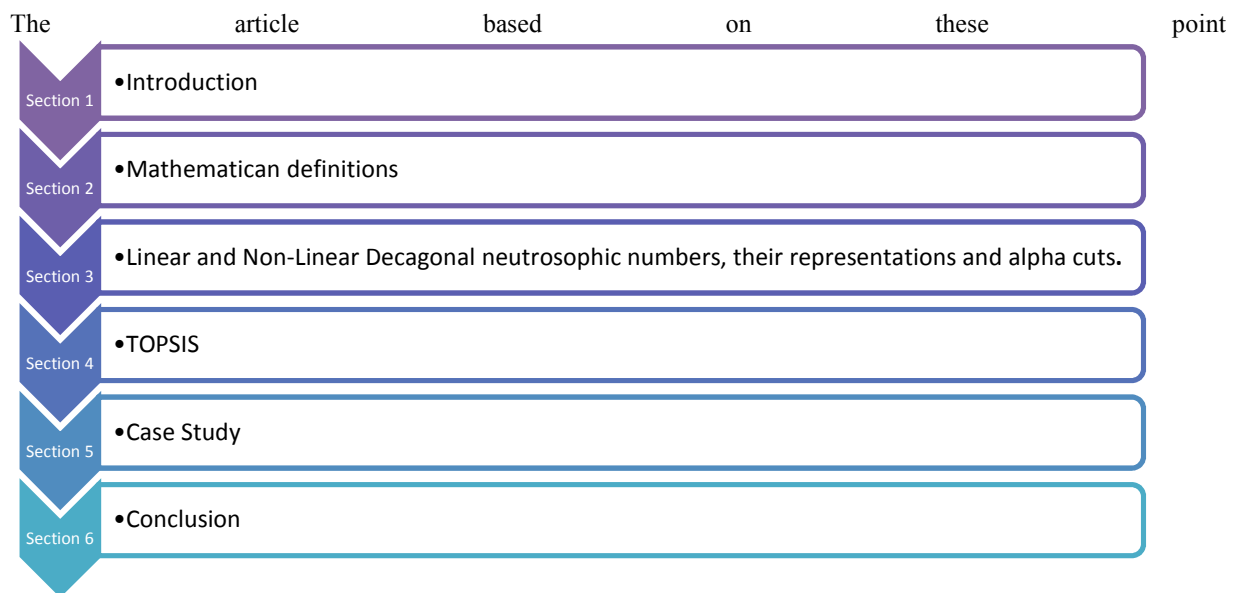 The article based on these point
Section 1
•Introduction
Section 2
•Mathematican definitions
Section 3
•Linear and Non-Linear Decagonal neutrosophic numbers, their representations and alpha cuts.
Section 4
•TOPSIS
Section 5
•Case Study
Section 6
•Conclusion